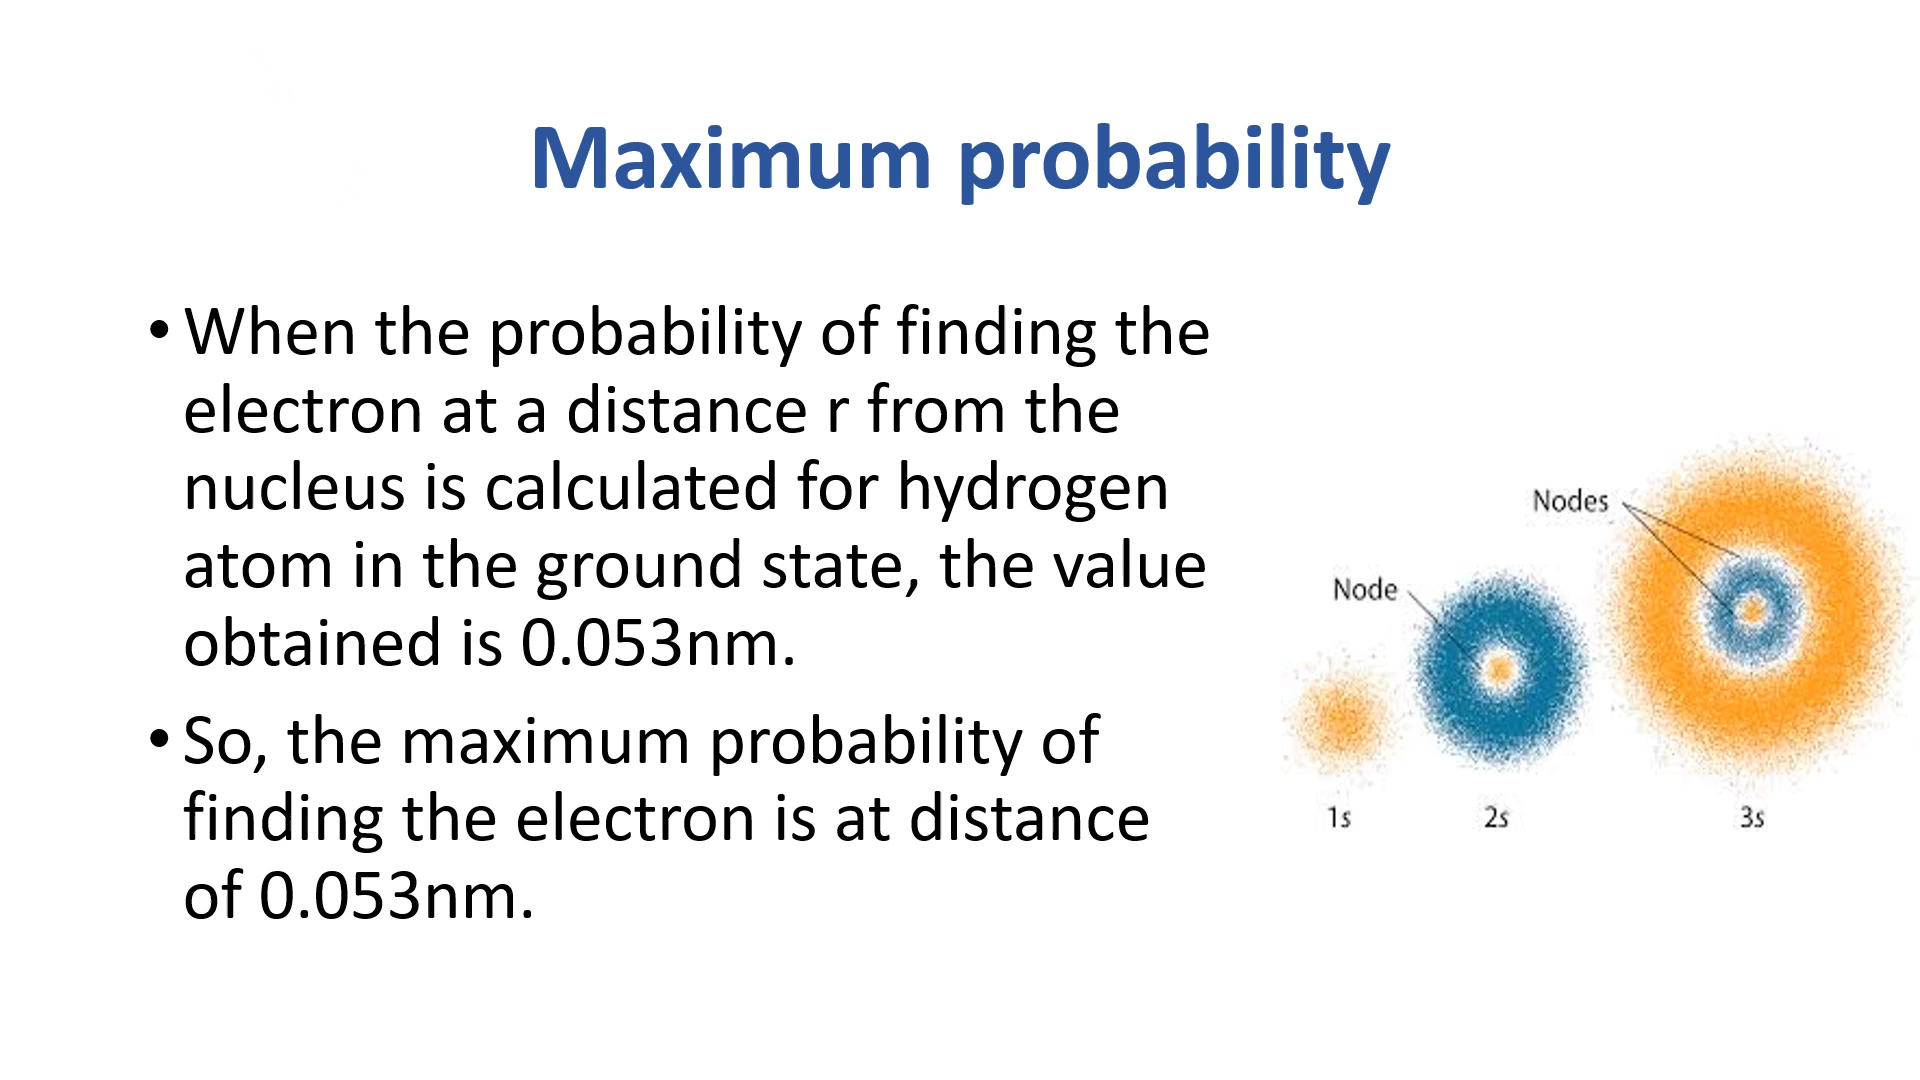 Maximum probability
• When the probability of finding the
electron at a distance r from the
nucleus is calculated for hydrogen
atom in the ground state, the value
obtained is 0.053nm.
• So, the maximum probability of
finding the electron is at distance
of 0.053nm.
Nodes
Node
1s
2s
3s